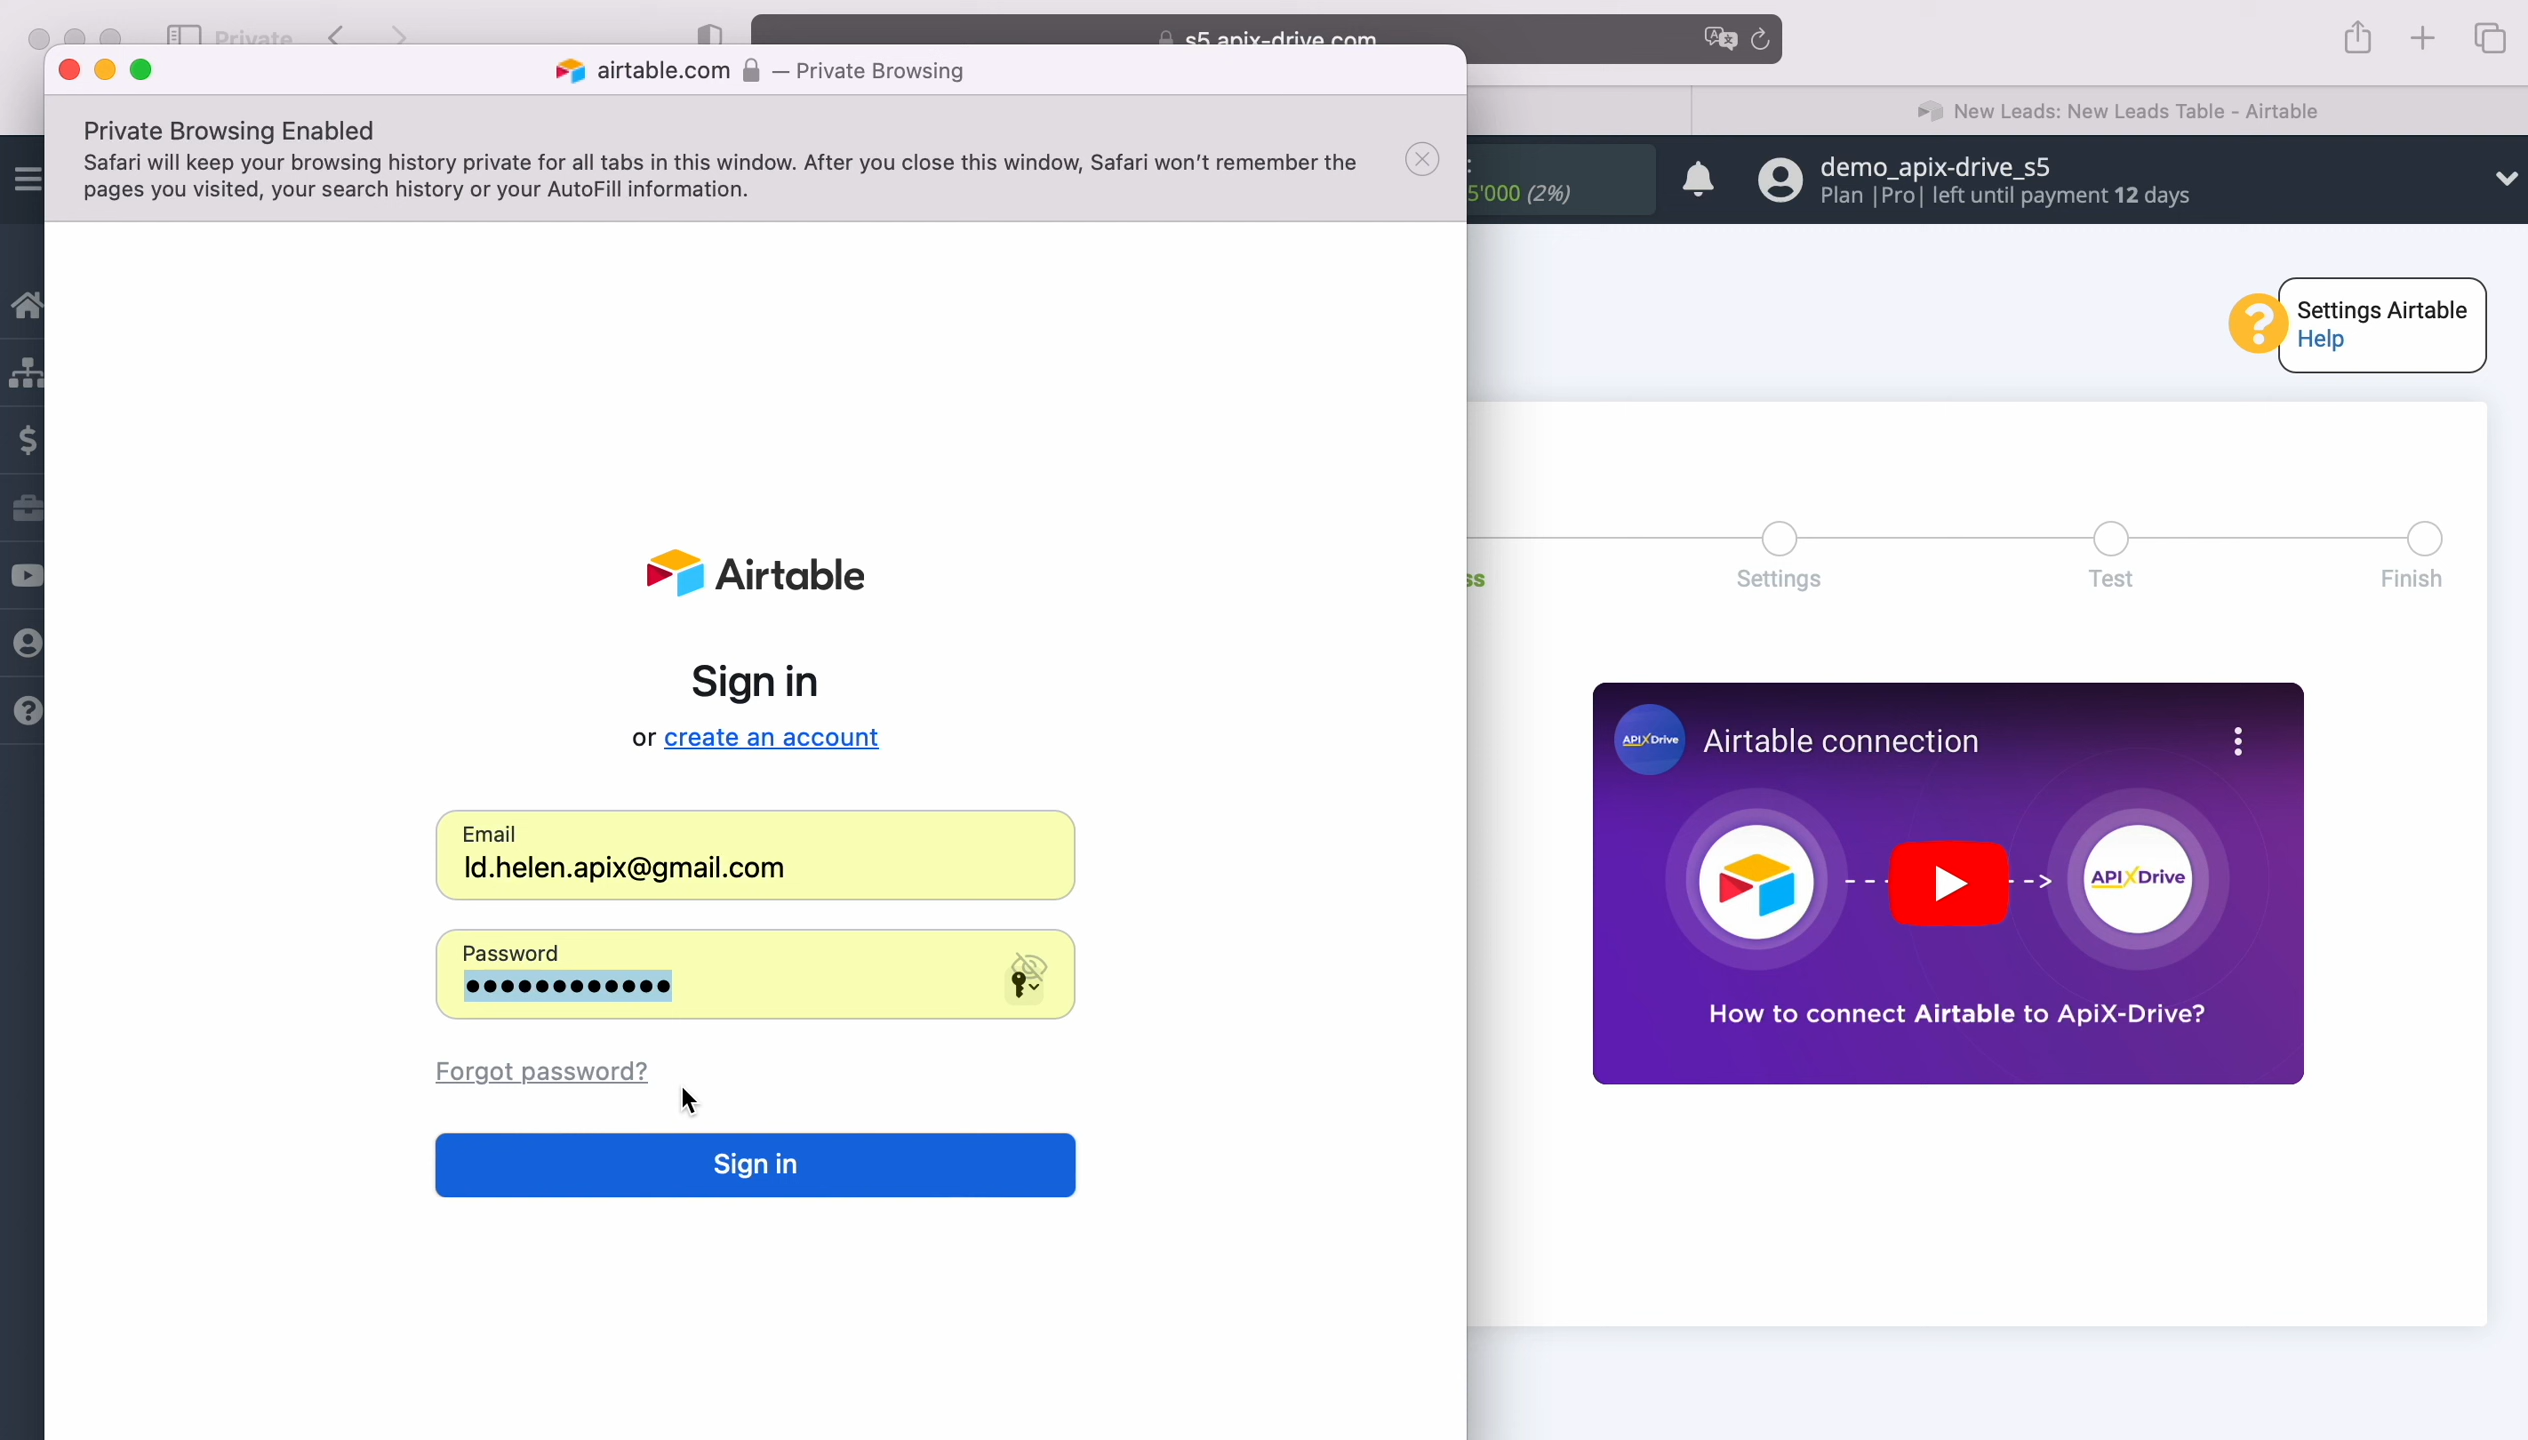 Private
s5.apix-drive.com
airtable.com — Private Browsing
New Leads: New Leads Table - Airtable
Private Browsing Enabled
Safari will keep your browsing history private for all tabs in this window. After you close this window, Safari won't remember the
pages you visited, your search history or your AutoFill information.
5'000 (2%)
demo_apix-drive_s5
Plan |Pro| left until payment 12 days
Settings Airtable
Help
ss
Settings
Test
Finish
Airtable
Sign in
or create an account
Email
ld.helen.apix@gmail.com
Password
Forgot password?
Sign in
APIXDrive
Airtable connection
APIXDrive
How to connect Airtable to ApiX-Drive?